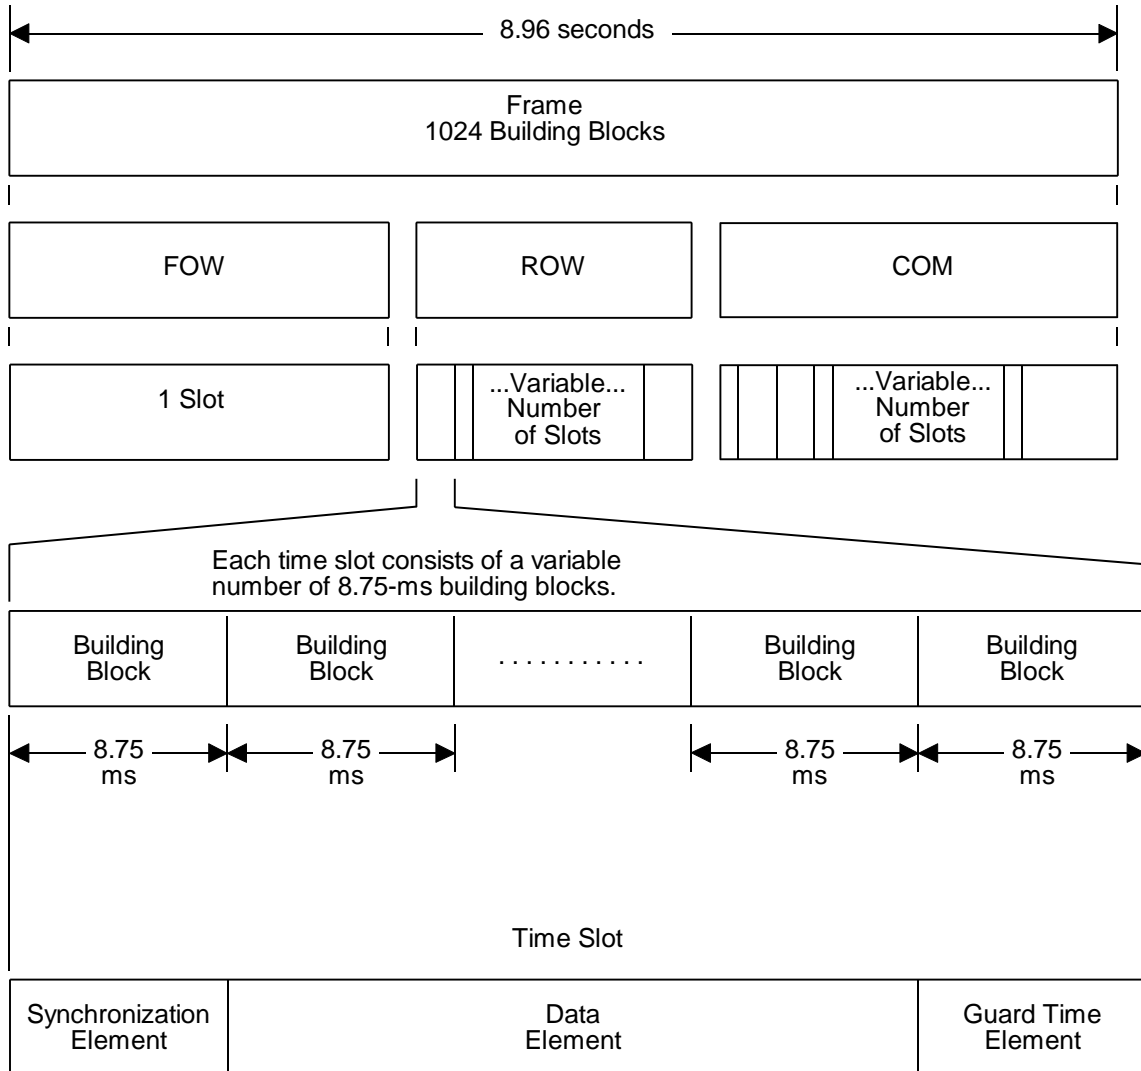 8.96 seconds
Frame
1024 Building Blocks
FOW
ROW
COM
1 Slot
...Variable...
Number
of Slots
...Variable...
Number
of Slots
Each time slot consists of a variable
number of 8.75-ms building blocks.
Building
Block
Building
Block
. . . . . . . . . . .
Building
Block
Building
Block
8.75
ms
8.75
ms
8.75
ms
8.75
ms
Time Slot
Synchronization
Element
Data
Element
Guard Time
Element